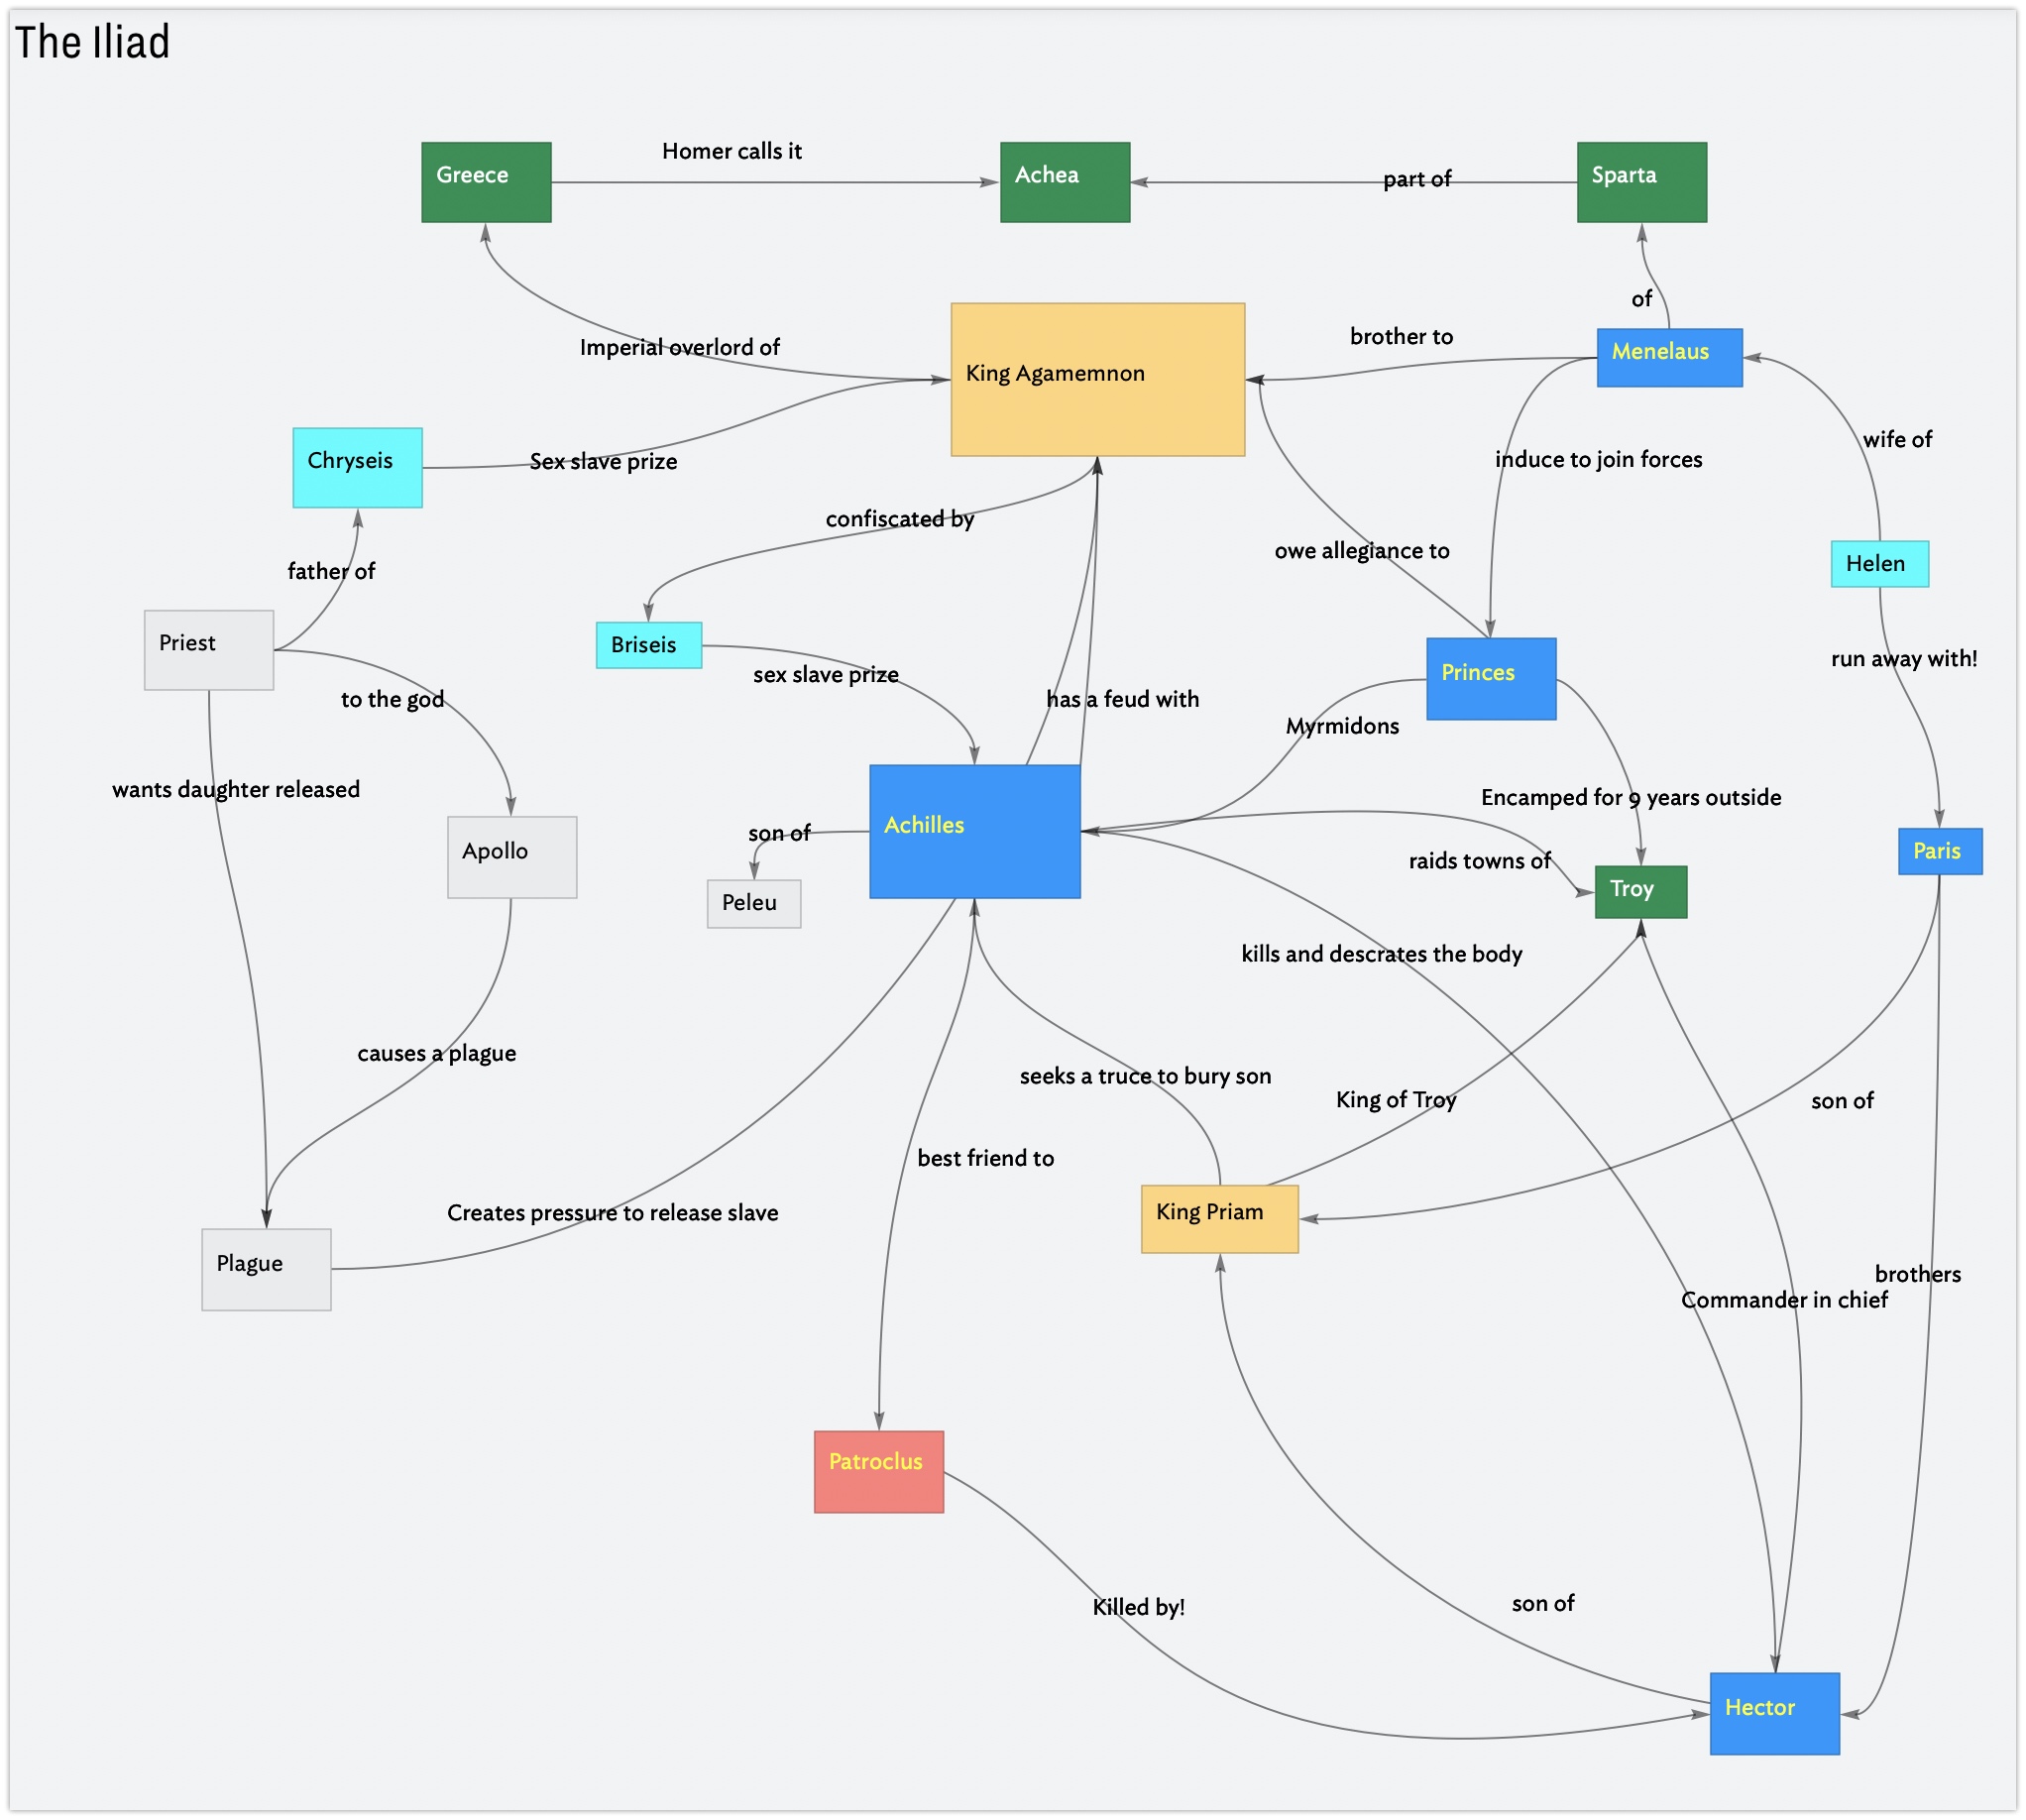 The Iliad
Homer calls it
Greece
Achea
part of
Sparta
of
Imperial overlord of
King Agamemnon
brother to
Menelaus
Chryseis
Sex slave prize
induce to join forces
wife of
confiscated by
owe allegiance to
Helen
father of
Priest
Briseis
sex slave prize
Princes
run away with!
to the god
has a feud with
Myrmidons
wants daughter released
Encamped for 9 years outside
Achilles
son of
Apollo
Paris
raids towns of
Troy
Peleu
kills and descrates the body
causes a plague
seeks a truce to bury son
King of Troy
son of
best friend to
Creates pressure to release slave
King Priam
Plague
brothers
Commander in chief
Patroclus
Killed by!
son of
Hector